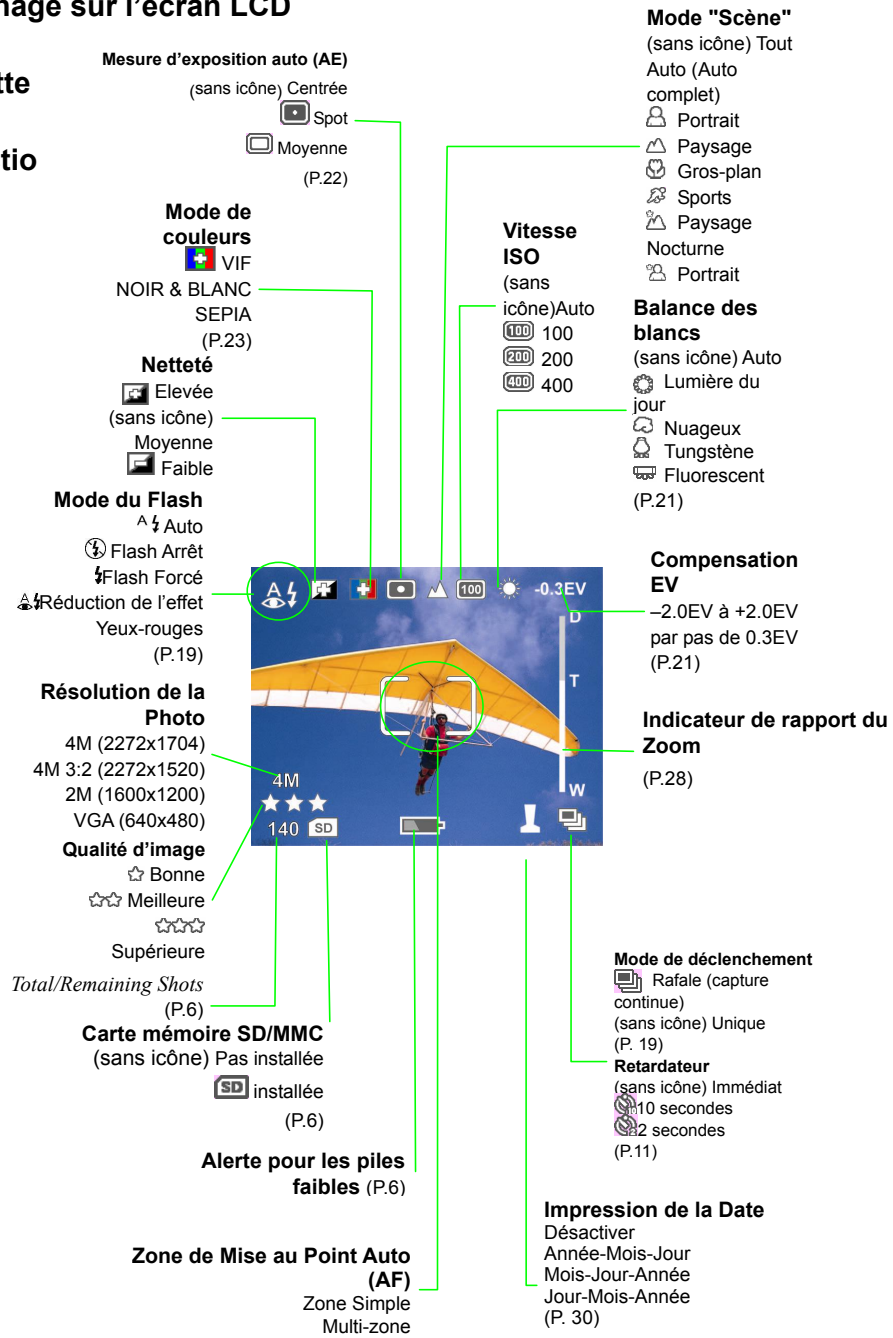 nage sur l'écran LCD
tte
tio
Mesure d'exposition auto (AE)
(sans icône) Centrée
Spot
Moyenne
(P.22)
Mode de
couleurs
VIF
NOIR & BLANC
SEPIA
(P.23)
Netteté
Elevée
(sans icône)
Moyenne
Faible
Mode du Flash
A Auto
Flash Arrêt
Flash Forcé
Réduction de l'effet
Yeux-rouges
(P.19)
Résolution de la
Photo
4M (2272x1704)
4M 3:2 (2272x1520)
2M (1600x1200)
VGA (640x480)
Qualité d'image
Bonne
Meilleure
Supérieure
Total/Remaining Shots
(P.6)
Carte mémoire SD/MMC
(sans icône) Pas installée
SD installée
(P.6)
Alerte pour les piles
faibles (P.6)
Zone de Mise au Point Auto
(AF)
Zone Simple
Multi-zone
Mode "Scène"
(sans icône) Tout
Auto (Auto
complet)
Portrait
Paysage
Gros-plan
Sports
Paysage
Nocturne
Portrait
Vitesse
ISO
(sans
icône)Auto
100 100
200 200
400 400
Balance des
blancs
(sans icône) Auto
Lumière du
jour
Nuageux
Tungstène
Fluorescent
(P.21)
Compensation
EV
–2.0EV à +2.0EV
par pas de 0.3EV
(P.21)
Indicateur de rapport du
Zoom
(P.28)
A 100 -0.3EV
D
T
W
4M
140 SD
Mode de déclenchement
Rafale (capture
continue)
(sans icône) Unique
(P. 19)
Retardateur
(sans icône) Immédiat
10 secondes
2 secondes
(P.11)
Impression de la Date
Désactiver
Année-Mois-Jour
Mois-Jour-Année
Jour-Mois-Année
(P. 30)